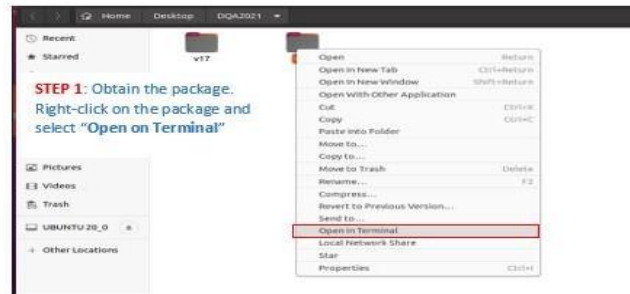 Home Desktop DQA2021
Recent
Starred
v17
STEP 1: Obtain the package.
Right-click on the package and
select “Open on Terminal”
Pictures
Videos
Trash
UBUNTU 20_0
+ Other Locations
Open Return
Open In New Tab Ctrl+Return
Open In New Window Shift+Return
Open With Other Application
Cut Ctrl+X
Copy Ctrl+C
Paste Into Folder
Move to...
Copy to...
Move to Trash Delete
Rename... F2
Compress...
Revert to Previous Version...
Send to...
Open in Terminal
Local Network Share
Star
Properties Ctrl+I